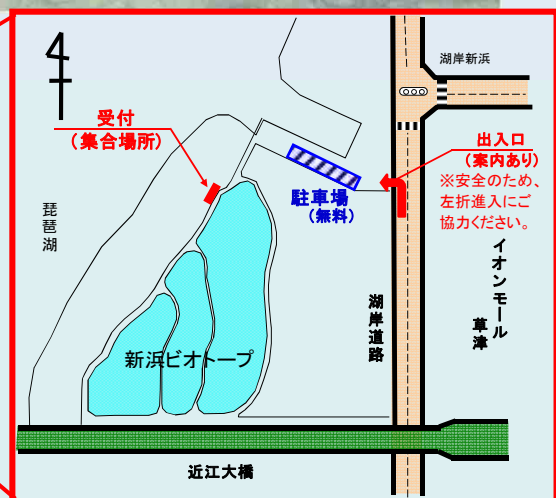 湖岸新浜
受付
(集合場所)
出入口
(案内あり)
※安全のため、
左折進入にご
協力ください。
駐車場
(無料)
琵琶湖
イオンモール
草津
湖岸道路
新浜ビオトープ
近江大橋